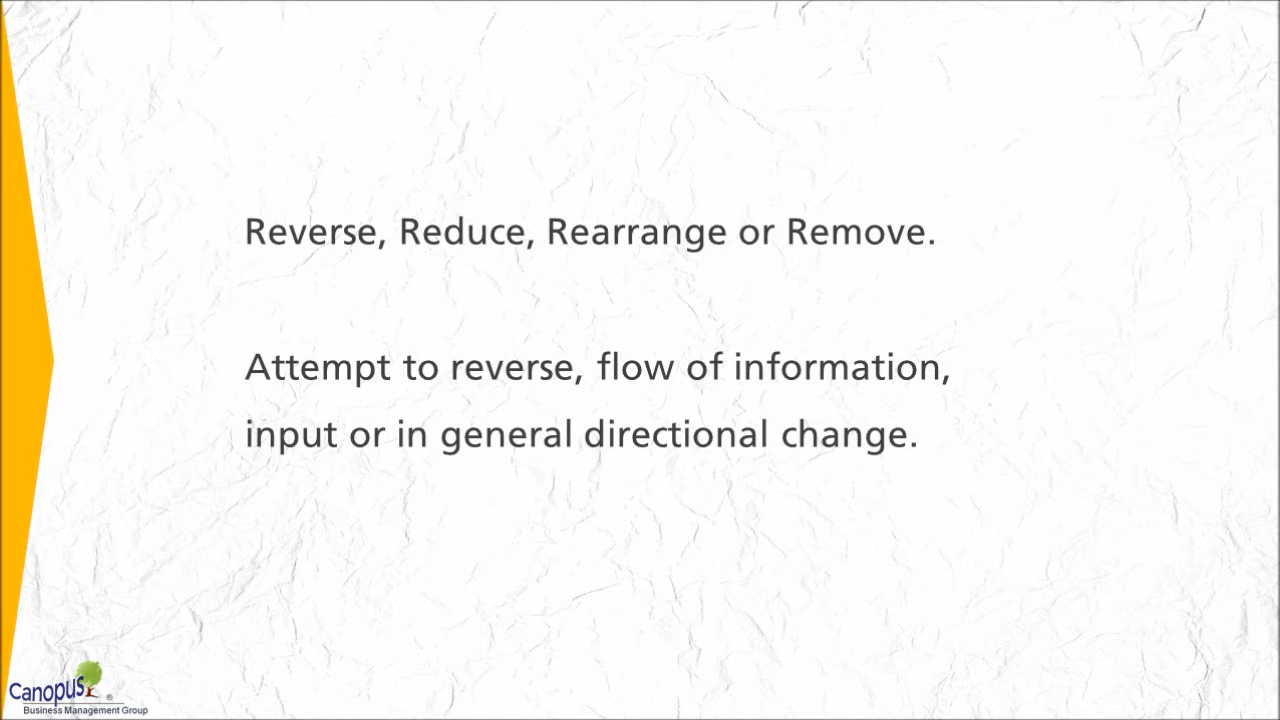 Reverse, Reduce, Rearrange or Remove.
Attempt to reverse, flow of information,
input or in general directional change.
Canopus ®
Business Management Group